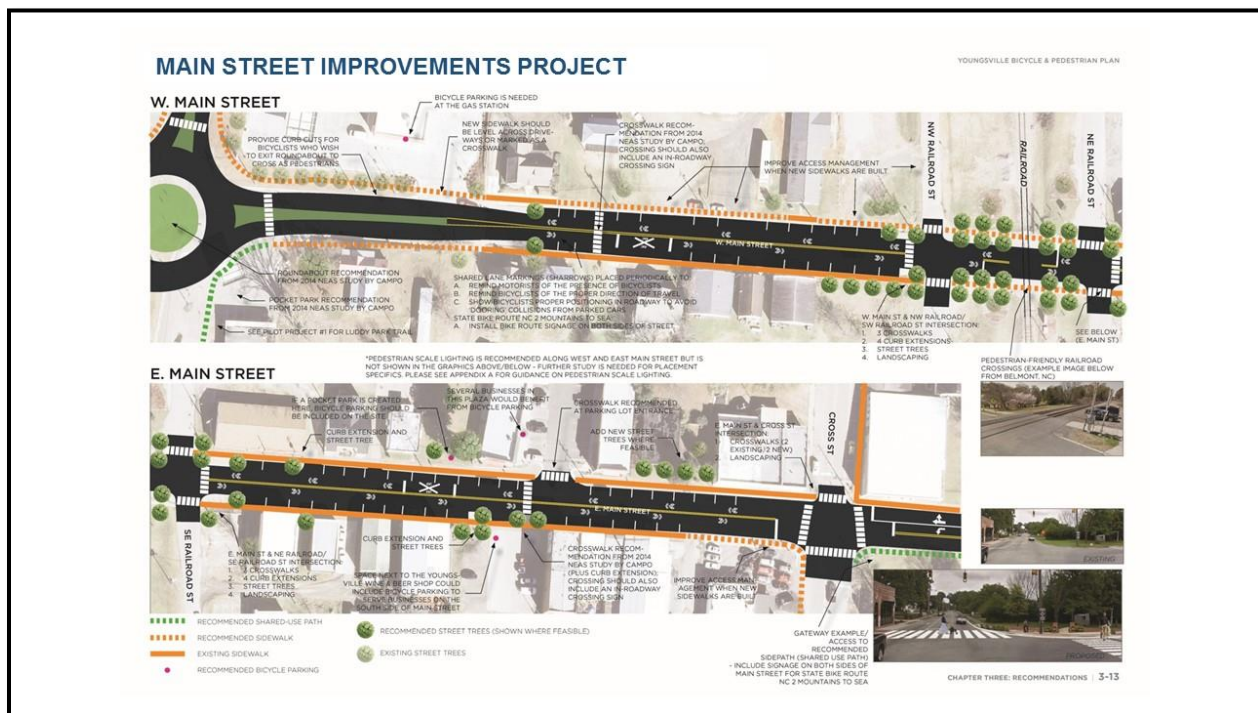 MAIN STREET IMPROVEMENTS PROJECT
YOUNGSVILLE BICYCLE & PEDESTRIAN PLAN
W. MAIN STREET
BICYCLE PARKING IS NEEDED
AT THE GAS STATION
PROVIDE CURB CUTS FOR
BICYCLISTS WHO WISH
TO EXIT ROUNDABOUT TO
CROSS AS PEDESTRIANS
NEW SIDEWALK SHOULD
BE LEVEL ACROSS DRIVE-
WAYS OR MARKED AS A
CROSSWALK
CROSSWALK RECOM-
MENDATION FROM 2014
NEAS STUDY BY CAMPO;
CROSSING SHOULD ALSO
INCLUDE AN IN-ROADWAY
CROSSING SIGN
IMPROVE ACCESS MANAGEMENT
WHEN NEW SIDEWALKS ARE BUILT
NW RAILROAD ST
RAILROAD
NE RAILROAD ST
W. MAIN STREET
ROUNDABOUT RECOMMENDATION
FROM 2014 NEAS STUDY BY CAMPO
POCKET PARK RECOMMENDATION
FROM 2014 NEAS STUDY BY CAMPO
SEE PILOT PROJECT #1 FOR LUDDY PARK TRAIL
SHARED LANE MARKINGS (SHARROWS) PLACED PERIODICALLY TO
A. REMIND MOTORISTS OF THE PRESENCE OF BICYCLISTS
B. REMIND BICYCLISTS OF THE PROPER DIRECTION OF TRAVEL
C. SHOW BICYCLISTS PROPER POSITIONING IN ROADWAY TO AVOID
'DOORING' COLLISIONS FROM PARKED CARS
STATE BIKE ROUTE NC 2 MOUNTAINS TO SEA
A. INSTALL BIKE ROUTE SIGNAGE ON BOTH SIDES OF STREET
W. MAIN ST & NW RAILROAD/
SW RAILROAD ST INTERSECTION:
1. 3 CROSSWALKS
2. 4 CURB EXTENSIONS
3. STREET TREES
4. LANDSCAPING
SEE BELOW
(E. MAIN ST)
PEDESTRIAN-FRIENDLY RAILROAD
CROSSINGS (EXAMPLE IMAGE BELOW
FROM BELMONT, NC)
*PEDESTRIAN SCALE LIGHTING IS RECOMMENDED ALONG WEST AND EAST MAIN STREET BUT IS
NOT SHOWN IN THE GRAPHICS ABOVE/BELOW - FURTHER STUDY IS NEEDED FOR PLACEMENT
SPECIFICS. PLEASE SEE APPENDIX A FOR GUIDANCE ON PEDESTRIAN SCALE LIGHTING.
E. MAIN STREET
IF A POCKET PARK IS CREATED
HERE, BICYCLE PARKING SHOULD
BE INCLUDED ON THE SITE
CURB EXTENSION AND
STREET TREE
SEVERAL BUSINESSES IN
THIS PLAZA WOULD BENEFIT
FROM BICYCLE PARKING
CROSSWALK RECOMMENDED
AT PARKING LOT ENTRANCE
ADD NEW STREET
TREES WHERE
FEASIBLE
E. MAIN ST & CROSS ST
INTERSECTION:
1. CROSSWALKS (2
EXISTING/2 NEW)
2. LANDSCAPING
CROSS ST
E. MAIN STREET
SE RAILROAD ST
E. MAIN ST & NE RAILROAD/
SE RAILROAD ST INTERSECTION:
1. 3 CROSSWALKS
2. 4 CURB EXTENSIONS
3. STREET TREES
4. LANDSCAPING
CURB EXTENSION AND
STREET TREES
SPACE NEXT TO THE YOUNGS-
VILLE WINE & BEER SHOP COULD
INCLUDE BICYCLE PARKING TO
SERVE BUSINESSES ON THE
SOUTH SIDE OF MAIN STREET
CROSSWALK RECOM-
MENDATION FROM 2014
NEAS STUDY BY CAMPO
(PLUS CURB EXTENSION);
CROSSING SHOULD ALSO
INCLUDE AN IN-ROADWAY
CROSSING SIGN
IMPROVE ACCESS MAN-
AGEMENT WHEN NEW
SIDEWALKS ARE BUILT
GATEWAY EXAMPLE/
ACCESS TO
RECOMMENDED
SIDEPATH (SHARED USE PATH)
- INCLUDE SIGNAGE ON BOTH SIDES OF
MAIN STREET FOR STATE BIKE ROUTE
NC 2 MOUNTAINS TO SEA
EXISTING
PROPOSED
RECOMMENDED SHARED-USE PATH
RECOMMENDED SIDEWALK
EXISTING SIDEWALK
RECOMMENDED BICYCLE PARKING
RECOMMENDED STREET TREES (SHOWN WHERE FEASIBLE)
EXISTING STREET TREES
CHAPTER THREE: RECOMMENDATIONS | 3-13